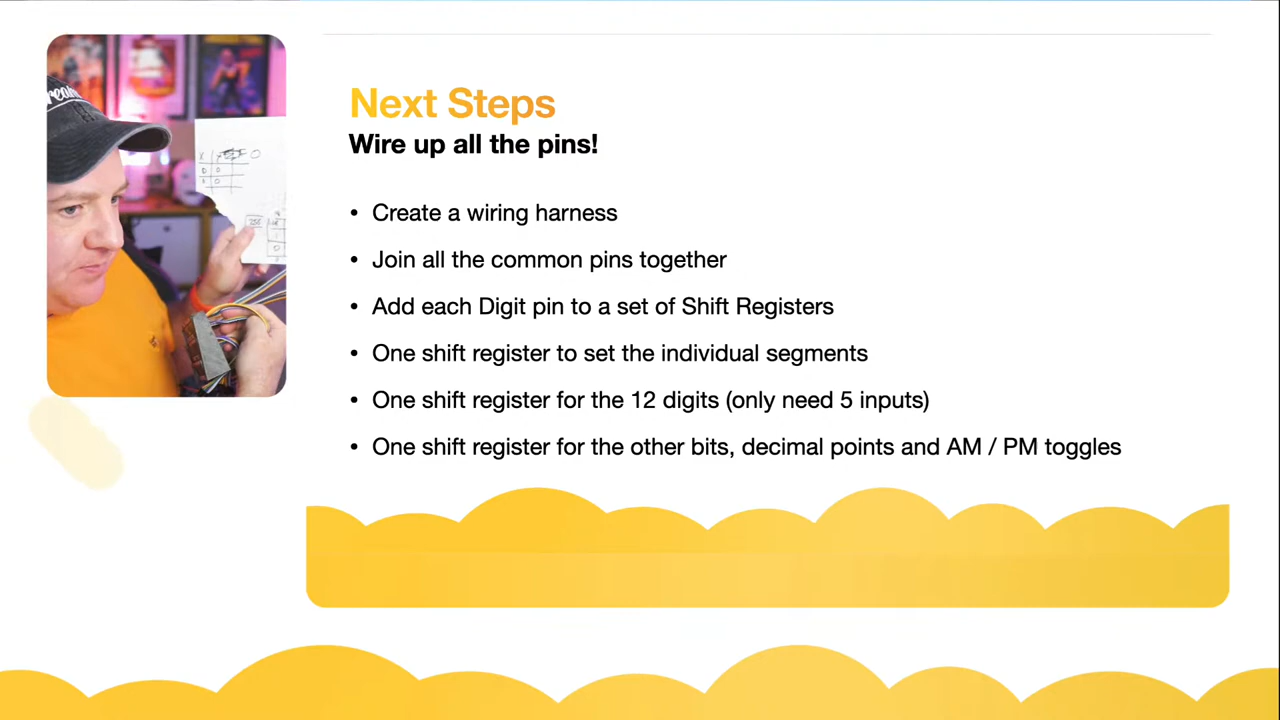 Next Steps
Wire up all the pins!
• Create a wiring harness
• Join all the common pins together
• Add each Digit pin to a set of Shift Registers
• One shift register to set the individual segments
• One shift register for the 12 digits (only need 5 inputs)
• One shift register for the other bits, decimal points and AM / PM toggles